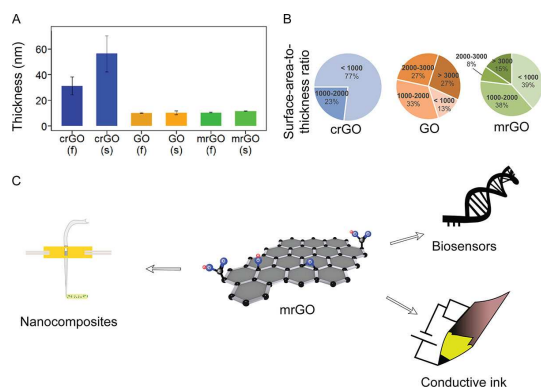 A
Thickness (nm)
60
40
20
0
crGO
(f)
crGO
(s)
GO
(f)
GO
(s)
mrGO
(f)
mrGO
(s)
B
Surface-area-to-
thickness ratio
< 1000
77%
1000-2000
23%
crGO
2000-3000
27%
> 3000
27%
1000-2000
33%
< 1000
13%
GO
2000-3000
8%
> 3000
15%
< 1000
39%
1000-2000
38%
mrGO
C
Nanocomposites
mrGO
Biosensors
Conductive ink